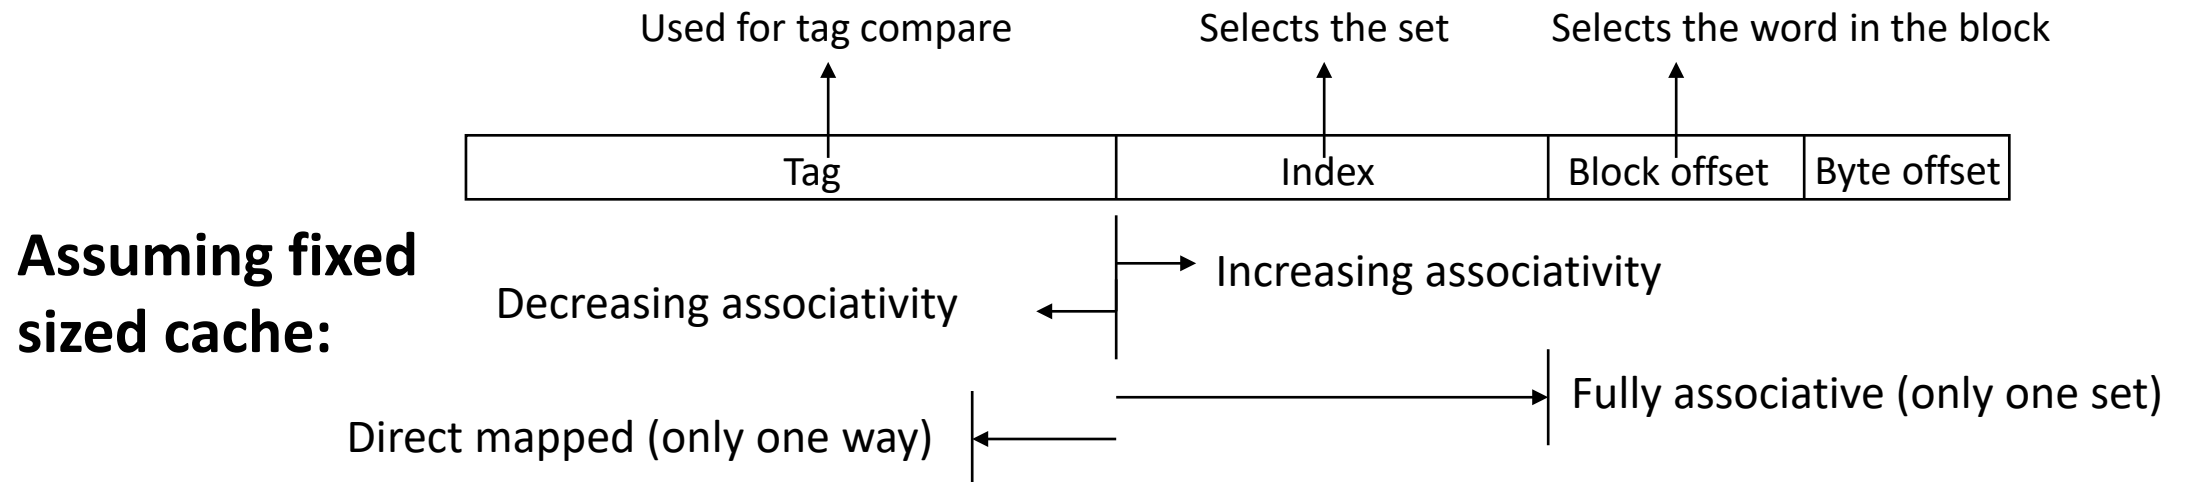 Used for tag compare
Selects the set
Selects the word in the block
Tag
Index
Block offset
Byte offset
Assuming fixed
sized cache:
Increasing associativity
Decreasing associativity
Fully associative (only one set)
Direct mapped (only one way)